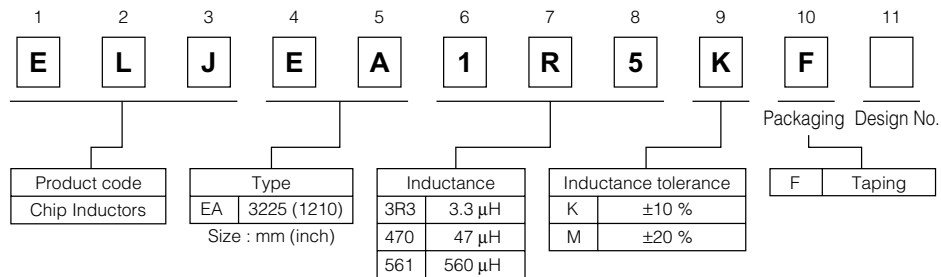 1 2 3 4 5 6 7 8 9 10 11
E L J E A 1 R 5 K F
Packaging Design No.
Product code
Chip Inductors
Type
EA 3225 (1210)
Size : mm (inch)
Inductance
3R3 3.3 μH
470 47 μH
561 560 μH
Inductance tolerance
K ±10 %
M ±20 %
F Taping